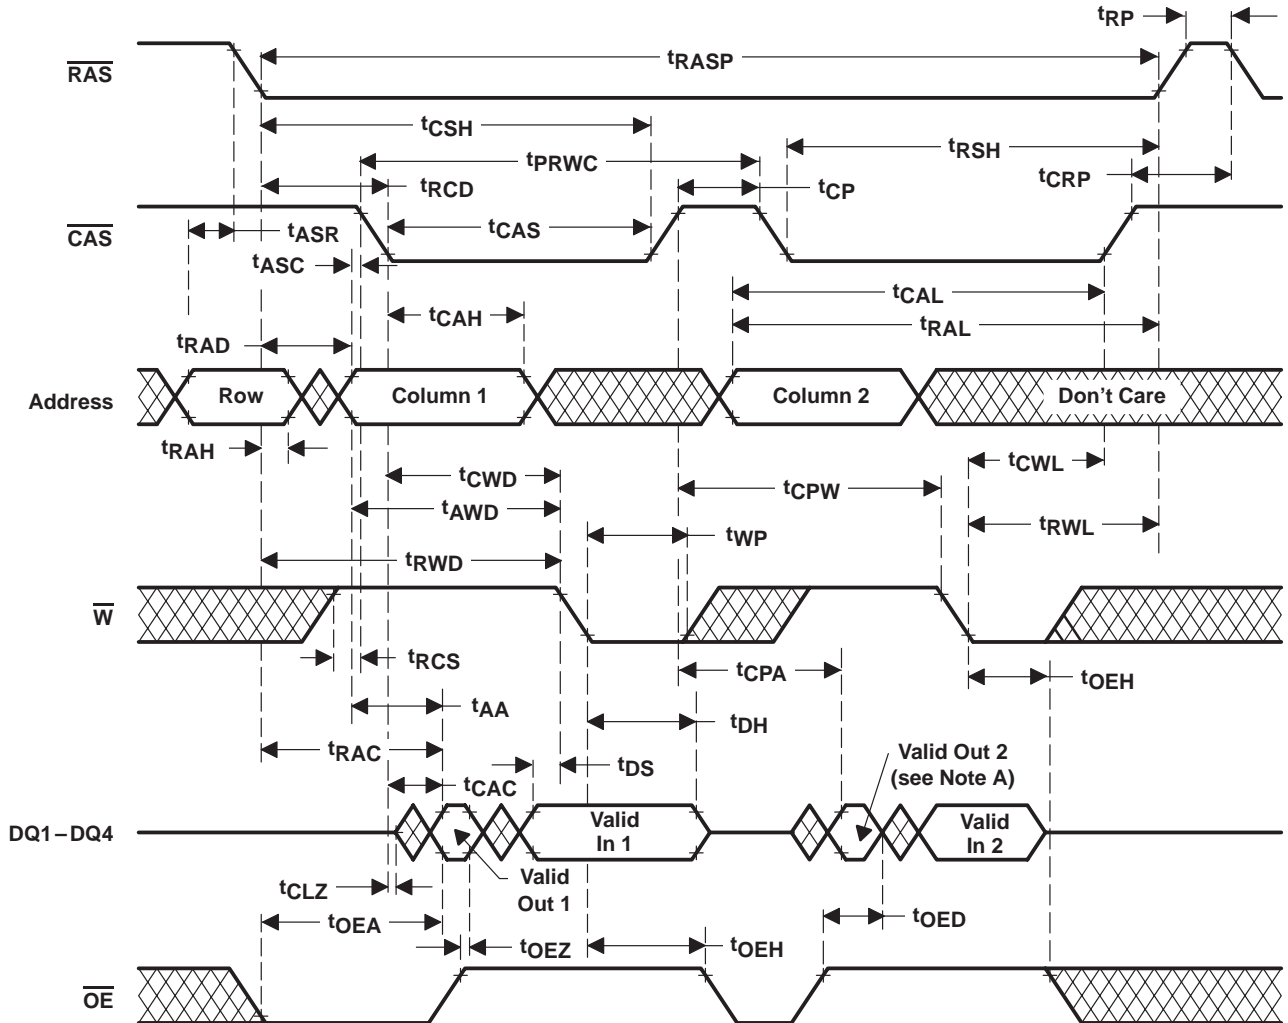 tRP
RAS
tRASP
tCSH
tRSH
tPRWC
tRCD
tCP
tCRP
CAS
tASR
tCAS
tASC
tCAL
tCAH
tRAL
tRAD
Address
Row
Column 1
Column 2
Don't Care
tRAH
tCWD
tCWL
tCPW
tAWD
tWP
tRWL
tRWD
W
tRCS
tCPA
tOEH
tAA
tDH
tRAC
Valid Out 2
(see Note A)
tDS
tCAC
DQ1–DQ4
Valid
In 1
Valid
In 2
Valid
Out 1
tCLZ
tOEA
tOED
tOEZ
tOEH
OE